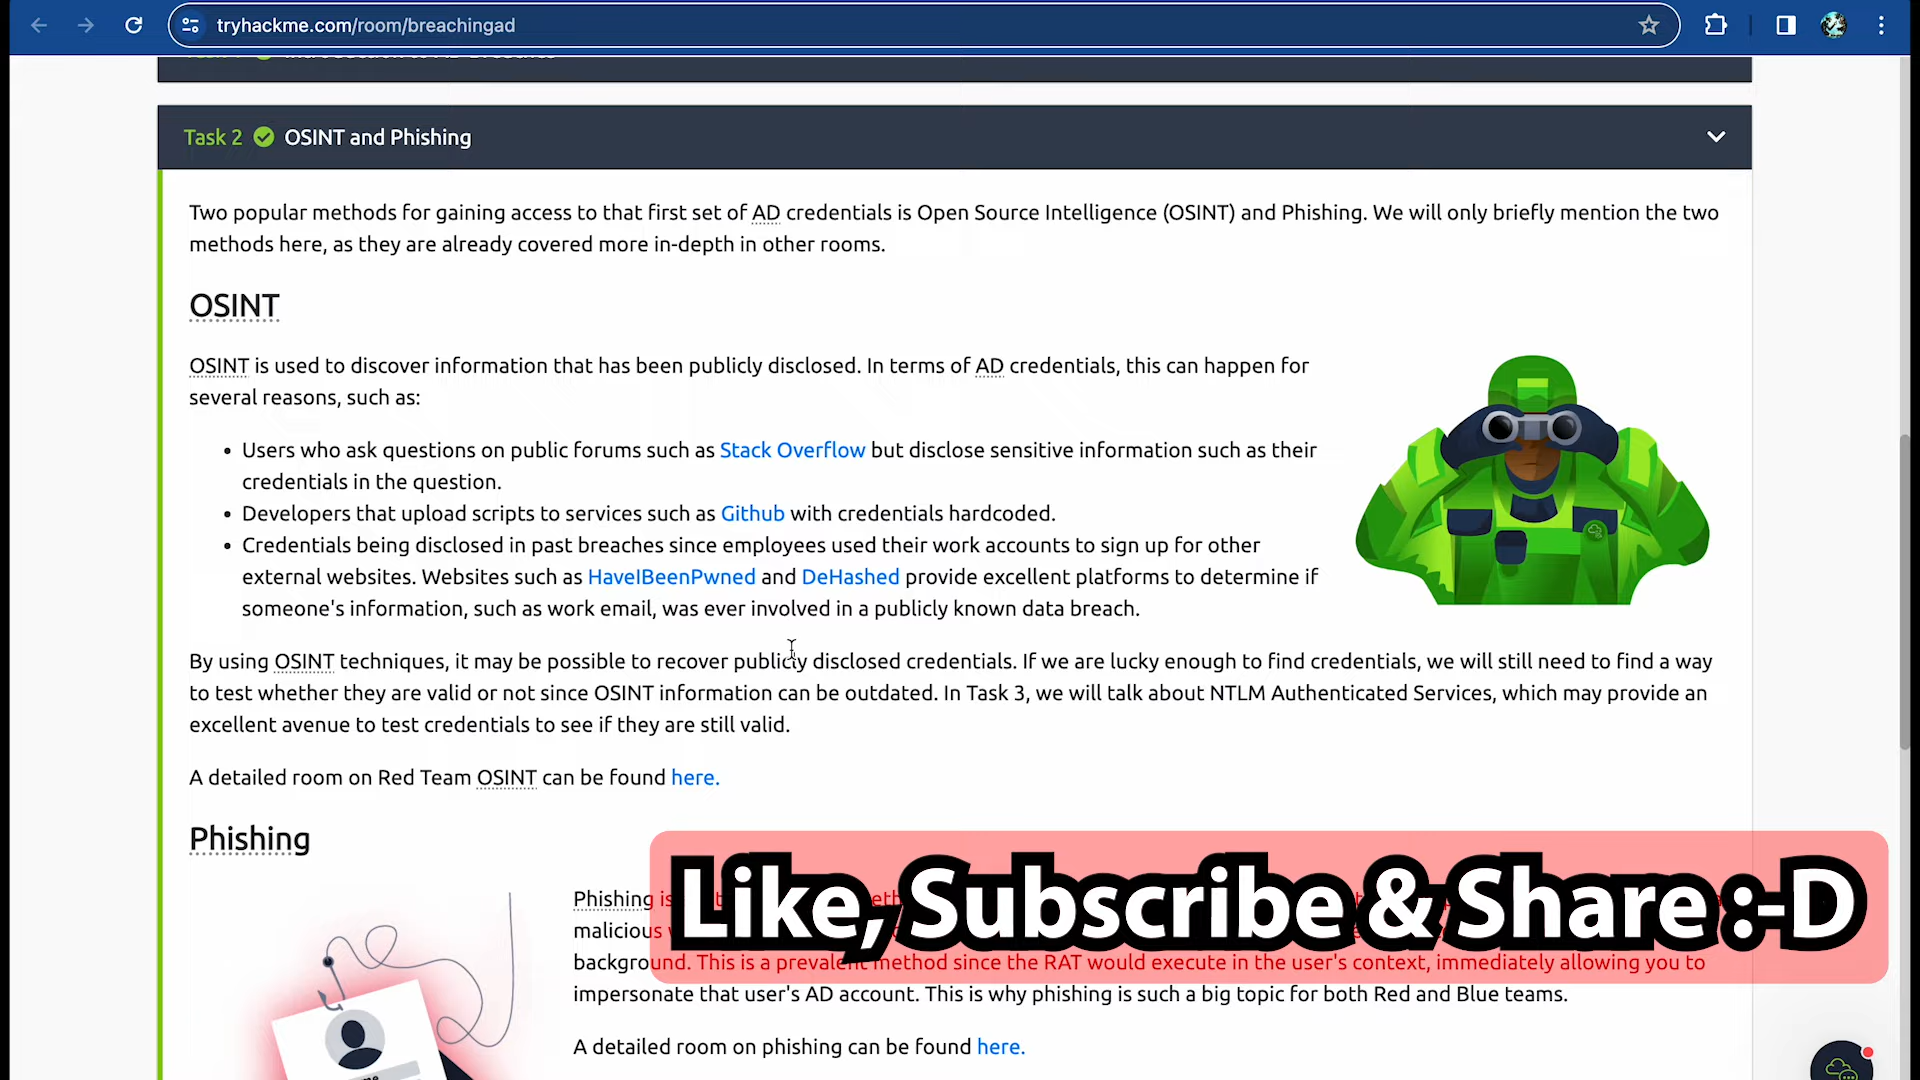 tryhackme.com/room/breachingad
Task 2 OSINT and Phishing
Two popular methods for gaining access to that first set of AD credentials is Open Source Intelligence (OSINT) and Phishing. We will only briefly mention the two
methods here, as they are already covered more in-depth in other rooms.
OSINT
OSINT is used to discover information that has been publicly disclosed. In terms of AD credentials, this can happen for
several reasons, such as:
• Users who ask questions on public forums such as Stack Overflow but disclose sensitive information such as their
credentials in the question.
• Developers that upload scripts to services such as Github with credentials hardcoded.
• Credentials being disclosed in past breaches since employees used their work accounts to sign up for other
external websites. Websites such as HaveIBeenPwned and DeHashed provide excellent platforms to determine if
someone's information, such as work email, was ever involved in a publicly known data breach.
By using OSINT techniques, it may be possible to recover publicly disclosed credentials. If we are lucky enough to find credentials, we will still need to find a way
to test whether they are valid or not since OSINT information can be outdated. In Task 3, we will talk about NTLM Authenticated Services, which may provide an
excellent avenue to test credentials to see if they are still valid.
A detailed room on Red Team OSINT can be found here.
Phishing
Like, Subscribe & Share :-D
Phishing
malicious
background. This is a prevalent method since the RAT would execute in the user's context, immediately allowing you to
impersonate that user's AD account. This is why phishing is such a big topic for both Red and Blue teams.
A detailed room on phishing can be found here.